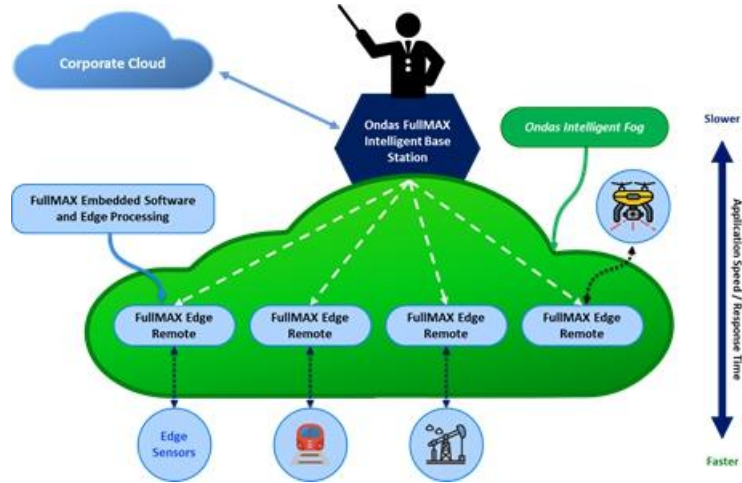 Corporate Cloud
Ondas FullMAX
Intelligent Base
Station
Ondas Intelligent Fog
Slower
FullMAX Embedded Software
and Edge Processing
Application Speed / Response Time
FullMAX Edge
Remote
FullMAX Edge
Remote
FullMAX Edge
Remote
FullMAX Edge
Remote
Edge
Sensors
Faster